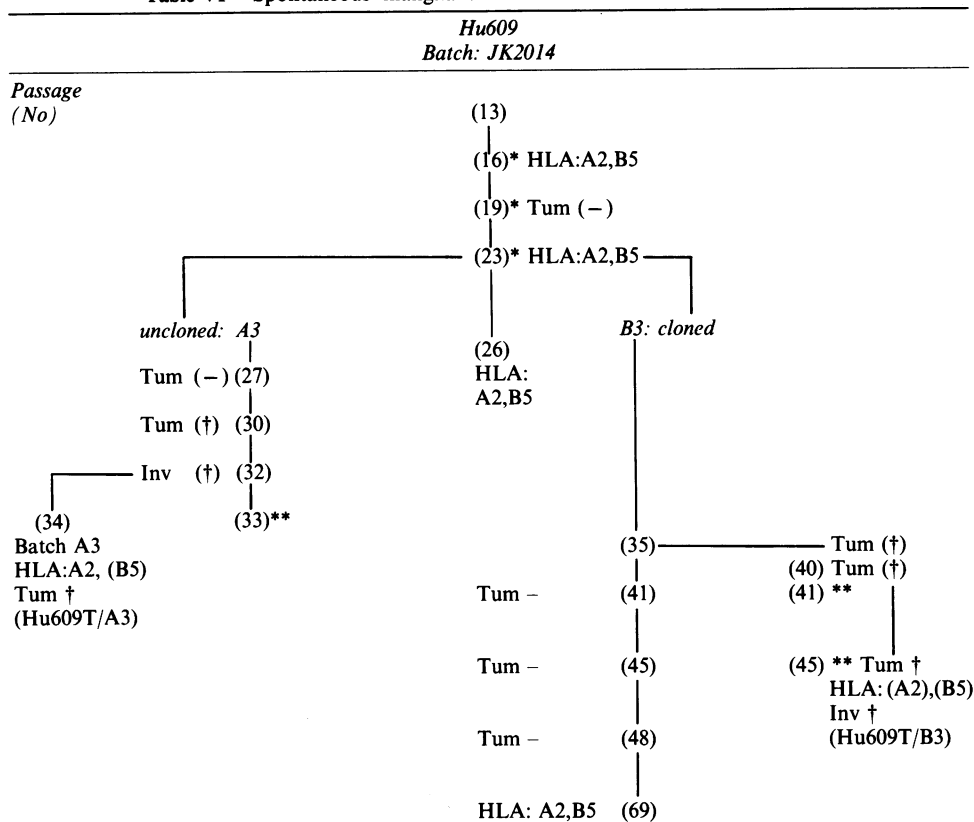 Hu609
Batch: JK2014
Passage
(No)
(13)
(16)* HLA:A2,B5
(19)* Tum (−)
(23)* HLA:A2,B5
uncloned: A3
B3: cloned
(26)
HLA:
A2,B5
Tum (−) (27)
Tum (†) (30)
Inv (†) (32)
(33)**
(34)
Batch A3
HLA:A2, (B5)
Tum †
(Hu609T/A3)
(35) Tum (†)
(40) Tum (†)
Tum − (41) (41) **
Tum − (45) (45) ** Tum †
HLA: (A2),(B5)
Inv †
(Hu609T/B3)
Tum − (48)
HLA: A2,B5 (69)